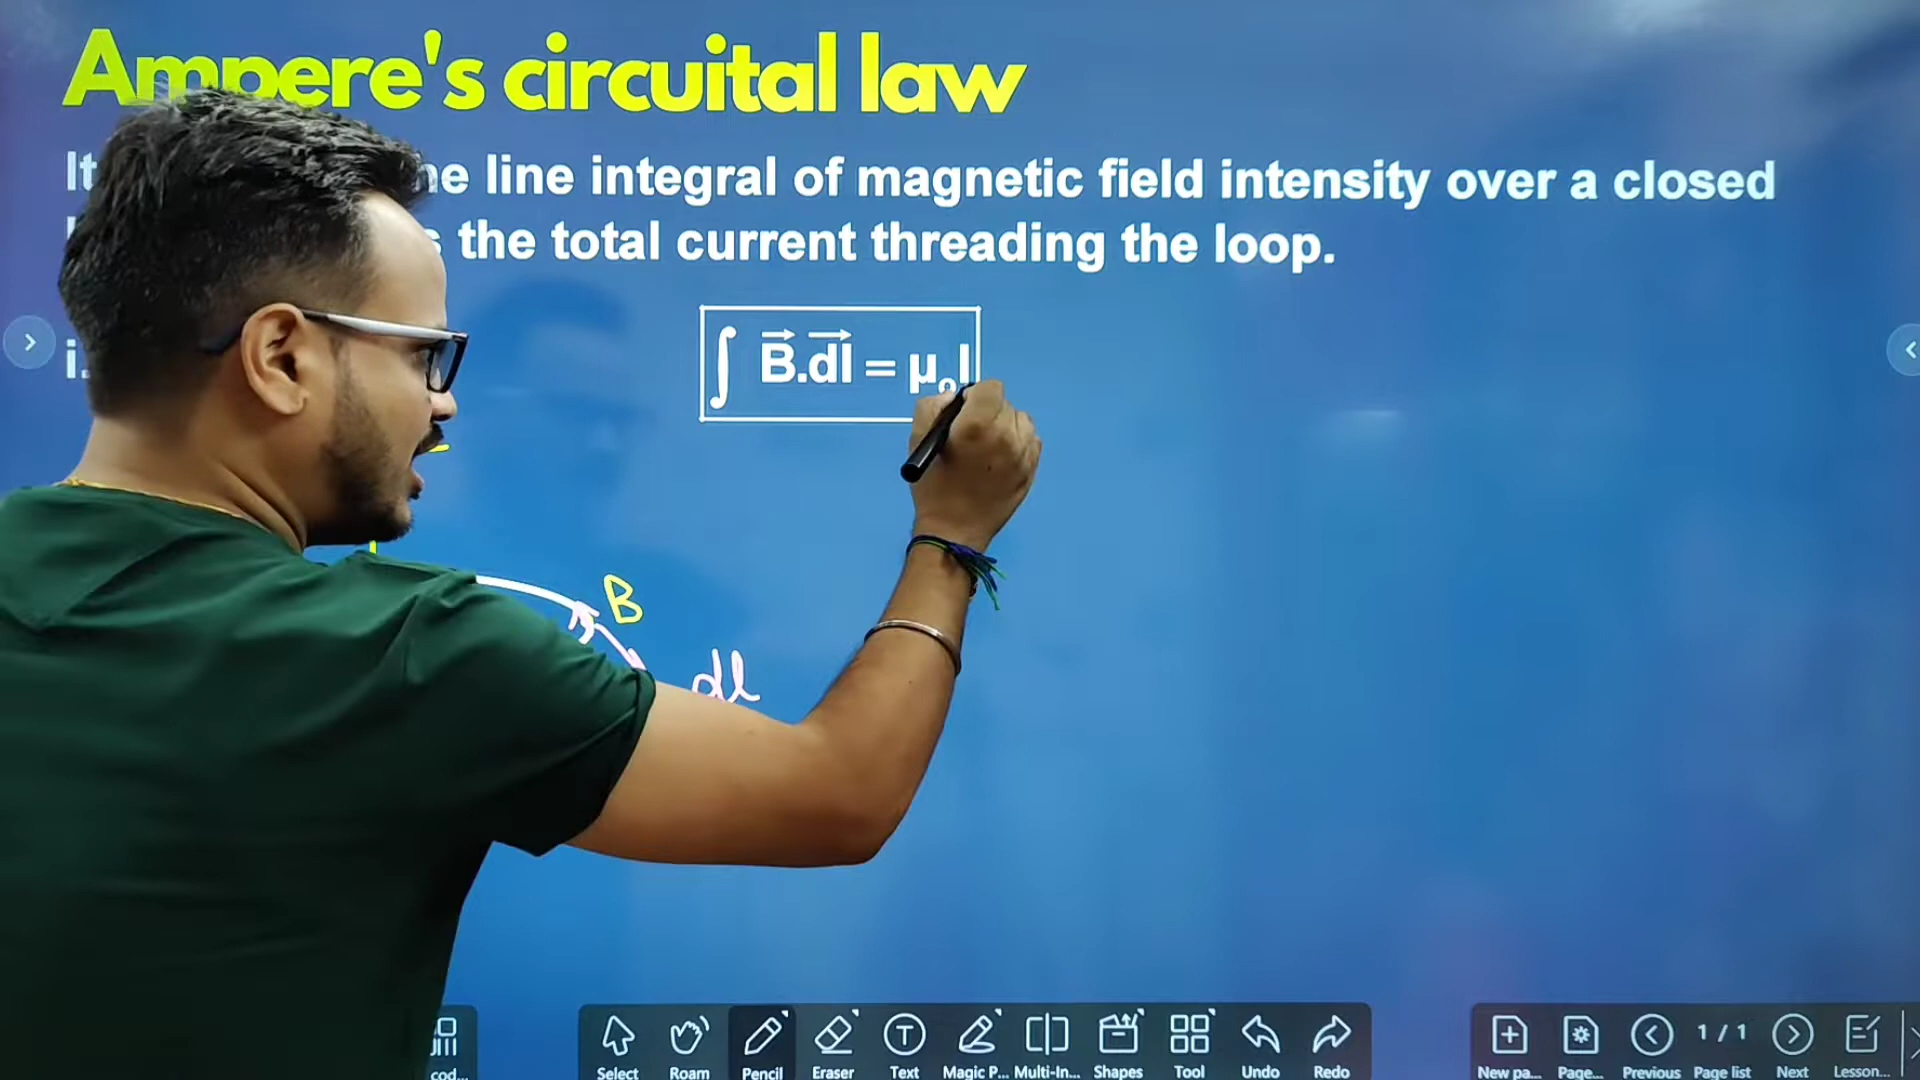 Ampere's circuital law
It line integral of magnetic field intensity over a closed
the total current threading the loop.
i.
∫ B⃗.dl⃗ = μₒI
B
dl
cod...
Select Roam Pencil Eraser Text Magic P... Multi-In... Shapes Tool Undo Redo
1 / 1
New pa... Page... Previous Page list Next Lesson...